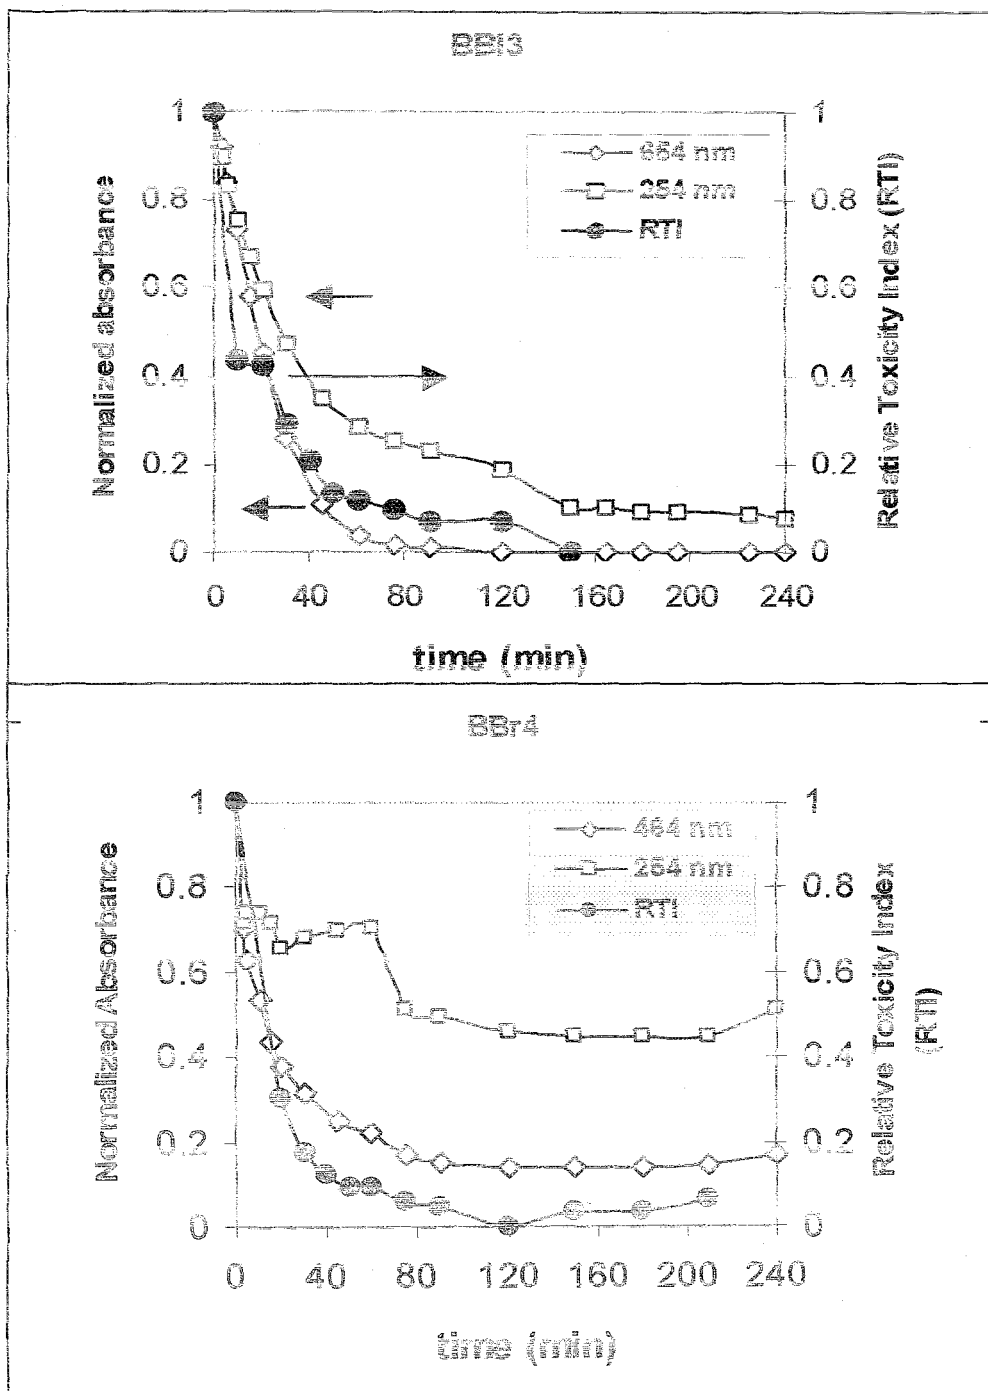 BBl3
1
0.8
0.6
0.4
0.2
0
Normalized absorbance
654 nm
254 nm
RTI
1
0.8
0.6
0.4
0.2
0
Relative Toxicity Index (RTI)
0 40 80 120 160 200 240
time (min)
BBr4
1
0.8
0.6
0.4
0.2
0
Normalized Absorbance
464 nm
254 nm
RTI
1
0.8
0.6
0.4
0.2
0
Relative Toxicity Index
(RTI)
0 40 80 120 160 200 240
time (min)